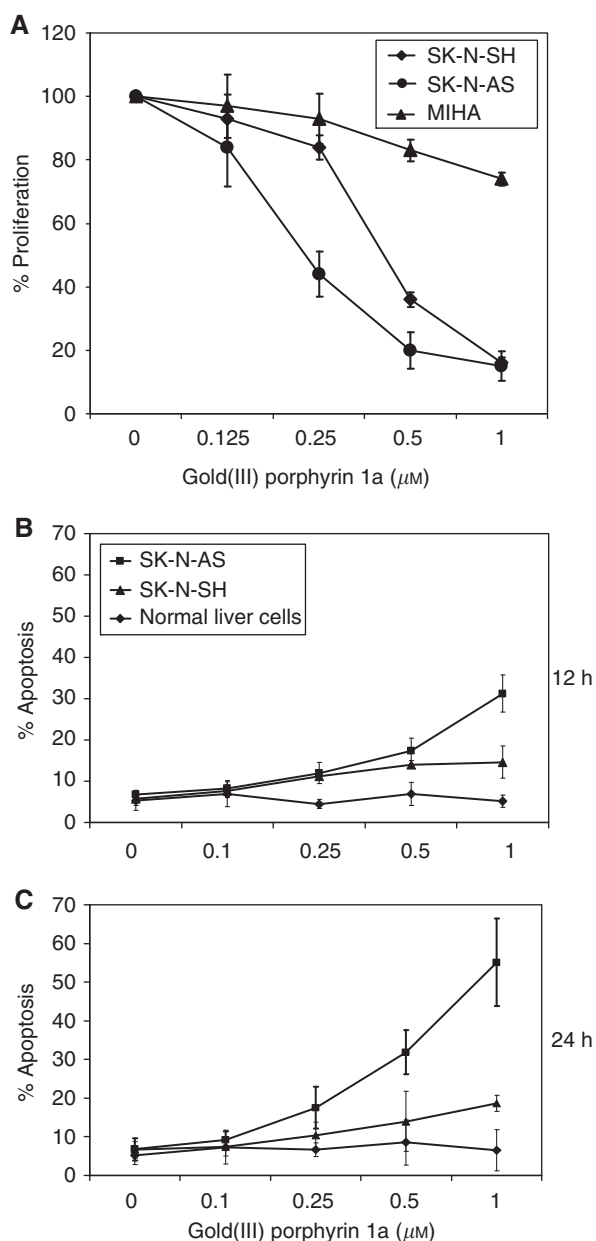 A
120
100
80
60
40
20
0
% Proliferation
SK-N-SH
SK-N-AS
MIHA
0 0.125 0.25 0.5 1
Gold(III) porphyrin 1a (μM)
B
70
60
50
40
30
20
10
0
% Apoptosis
SK-N-AS
SK-N-SH
Normal liver cells
12 h
0 0.1 0.25 0.5 1
C
70
60
50
40
30
20
10
0
% Apoptosis
24 h
0 0.1 0.25 0.5 1
Gold(III) porphyrin 1a (μM)